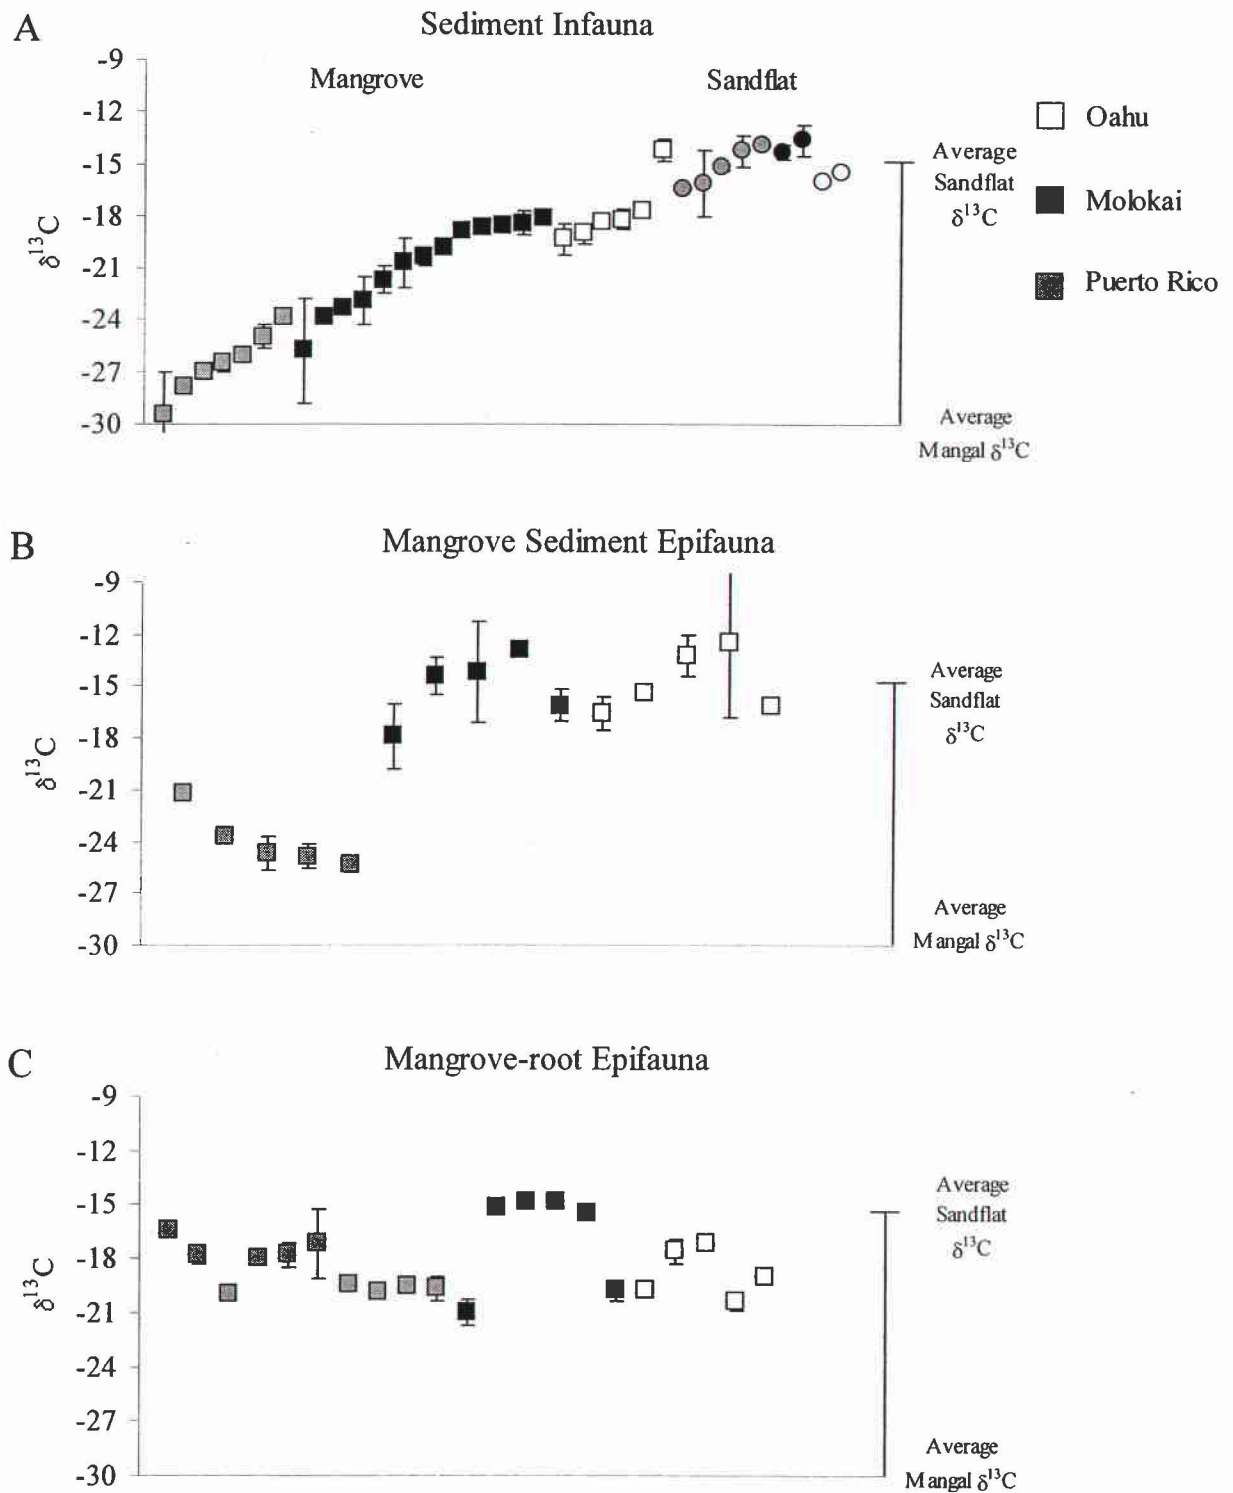 A
Sediment Infauna
-9
-12
-15
-18
-21
-24
-27
-30
δ13C
Mangrove
Sandflat
Average
Sandflat
δ13C
Average
Mangal δ13C
Oahu
Molokai
Puerto Rico
B
Mangrove Sediment Epifauna
-9
-12
-15
-18
-21
-24
-27
-30
δ13C
Average
Sandflat
δ13C
Average
Mangal δ13C
C
Mangrove-root Epifauna
-9
-12
-15
-18
-21
-24
-27
-30
δ13C
Average
Sandflat
δ13C
Average
Mangal δ13C